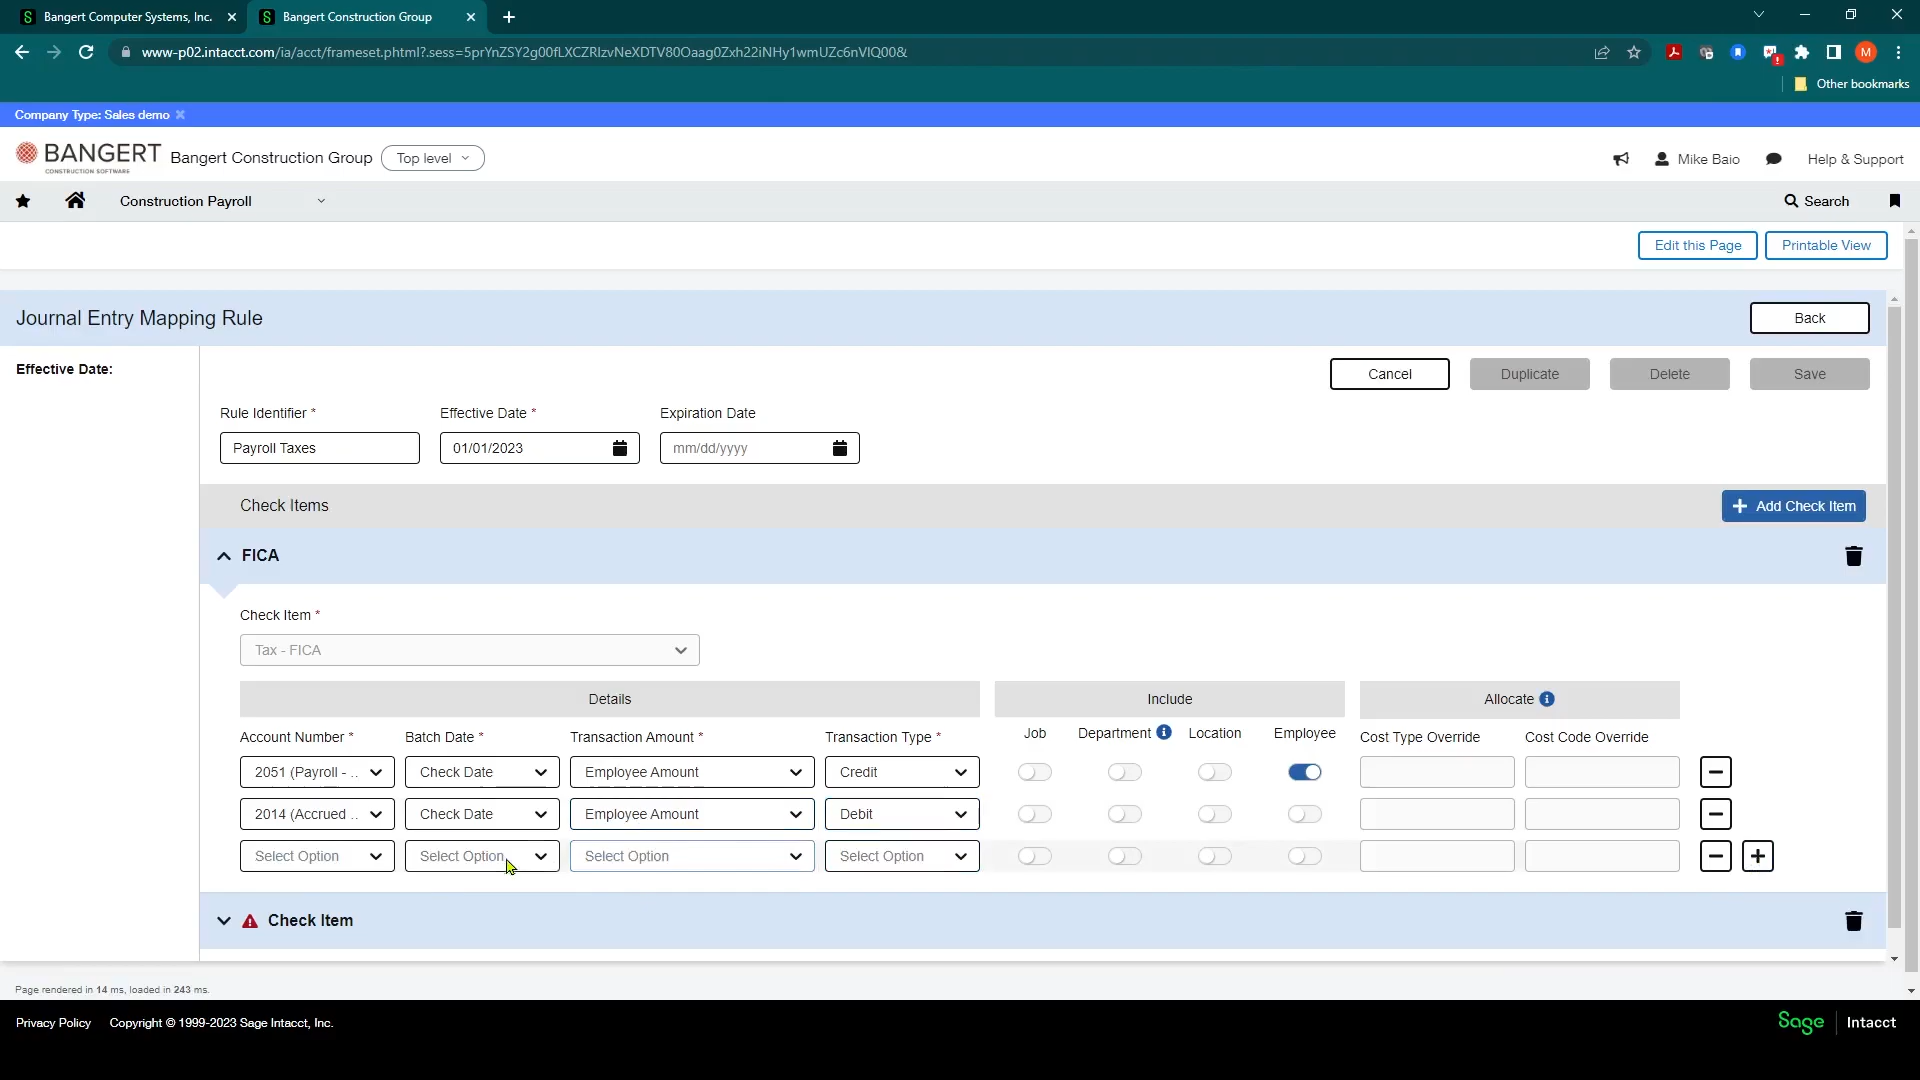 Bangert Computer Systems, Inc.
Bangert Construction Group
www-p02.intacct.com/ia/acct/frameset.phtml?.sess=5prYnZSY2g00fLXCZRIzvNeXDTV80Oaag0Zxh22iNHy1wmUZc6nVIQ00&
M
Other bookmarks
Company Type: Sales demo
BANGERT
CONSTRUCTION SOFTWARE
Bangert Construction Group
Top level
Mike Baio
Help & Support
Construction Payroll
Search
Edit this Page
Printable View
Journal Entry Mapping Rule
Back
Effective Date:
Cancel
Duplicate
Delete
Save
Rule Identifier *
Effective Date *
Expiration Date
Payroll Taxes
01/01/2023
mm/dd/yyyy
Check Items
+ Add Check Item
FICA
Check Item *
Tax - FICA
Details
Include
Allocate
Account Number *
Batch Date *
Transaction Amount *
Transaction Type *
Job
Department
Location
Employee
Cost Type Override
Cost Code Override
2051 (Payroll - ..
Check Date
Employee Amount
Credit
2014 (Accrued ..
Check Date
Employee Amount
Debit
Select Option
Select Option
Select Option
Select Option
Check Item
Page rendered in 14 ms, loaded in 243 ms.
Privacy Policy
Copyright © 1999-2023 Sage Intacct, Inc.
Sage
Intacct